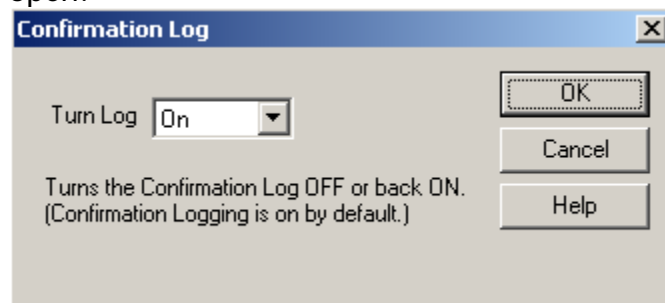 Confirmation Log
Turn Log On
OK
Cancel
Turns the Confirmation Log OFF or back ON.
(Confirmation Logging is on by default.)
Help